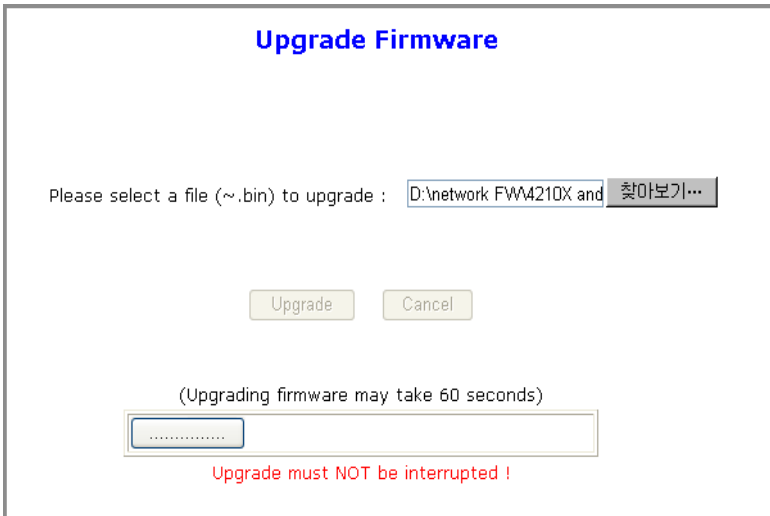 Upgrade Firmware
Please select a file (~.bin) to upgrade : D:\network FW\4210X and 찾아보기...
Upgrade Cancel
(Upgrading firmware may take 60 seconds)
...............
Upgrade must NOT be interrupted !